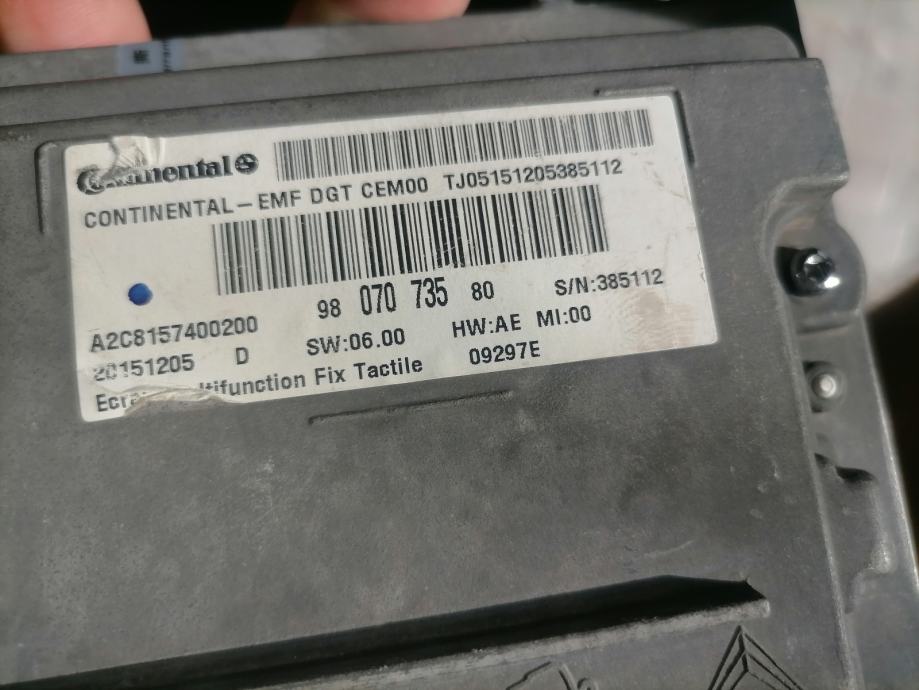 Continental
CONTINENTAL-EMF DGT CEM00 TJ05151205385112
98 070 735 80 S/N:385112
A2C8157400200 SW:06.00 HW:AE MI:00
20151205 D
Fix Tactile 09297E